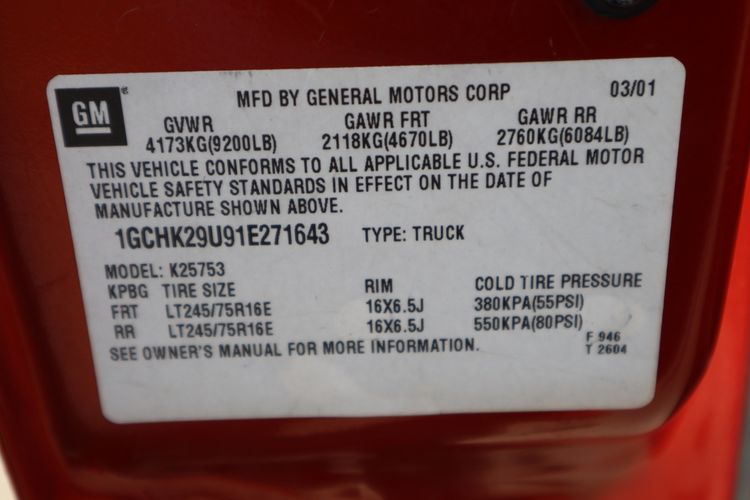 GM
MFD BY GENERAL MOTORS CORP 03/01
GVWR GAWR FRT GAWR RR
4173KG(9200LB) 2118KG(4670LB) 2760KG(6084LB)
THIS VEHICLE CONFORMS TO ALL APPLICABLE U.S. FEDERAL MOTOR
VEHICLE SAFETY STANDARDS IN EFFECT ON THE DATE OF
MANUFACTURE SHOWN ABOVE.
1GCHK29U91E271643 TYPE: TRUCK
MODEL: K25753
KPBG TIRE SIZE RIM COLD TIRE PRESSURE
FRT LT245/75R16E 16X6.5J 380KPA(55PSI)
RR LT245/75R16E 16X6.5J 550KPA(80PSI)
SEE OWNER'S MANUAL FOR MORE INFORMATION.
F 946
T 2604